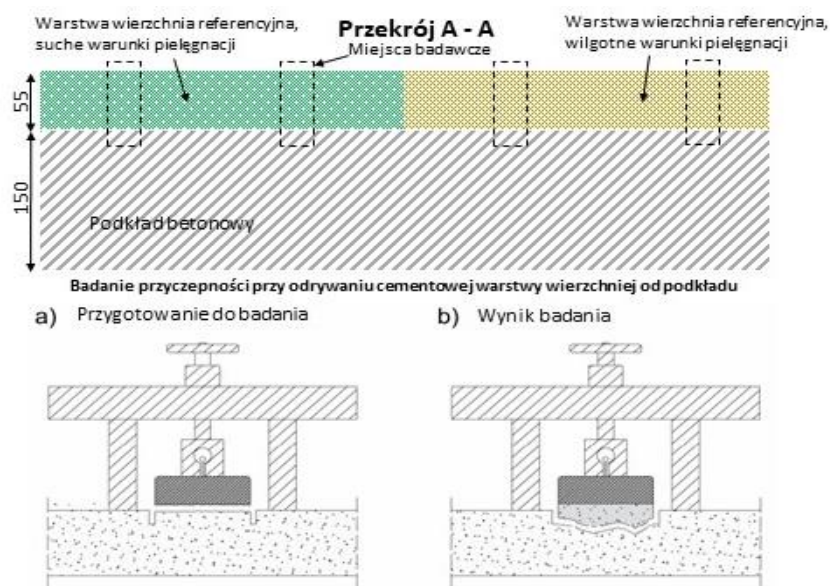 Warstwa wierzchnia referencyjna,
suche warunki pielęgnacji
Przekrój A - A
Miejsca badawcze
Warstwa wierzchnia referencyjna,
wilgotne warunki pielęgnacji
55
150
Podkład betonowy
Badanie przyczepności przy odrywaniu cementowej warstwy wierzchniej od podkładu
a) Przygotowanie do badania
b) Wynik badania